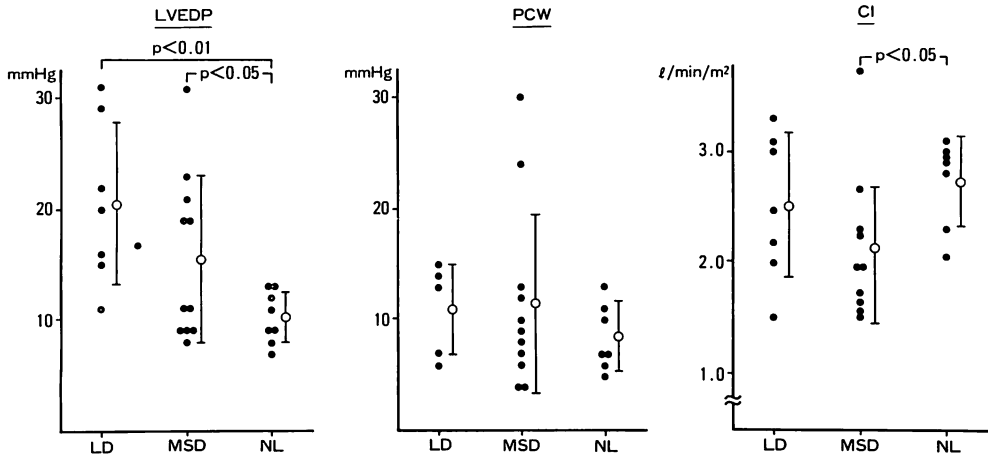 LVEDP
p<0.01
p<0.05
mmHg
30
20
10
LD MSD NL
PCW
mmHg
30
20
10
LD MSD NL
CI
p<0.05
ℓ/min/m²
3.0
2.0
1.0
LD MSD NL